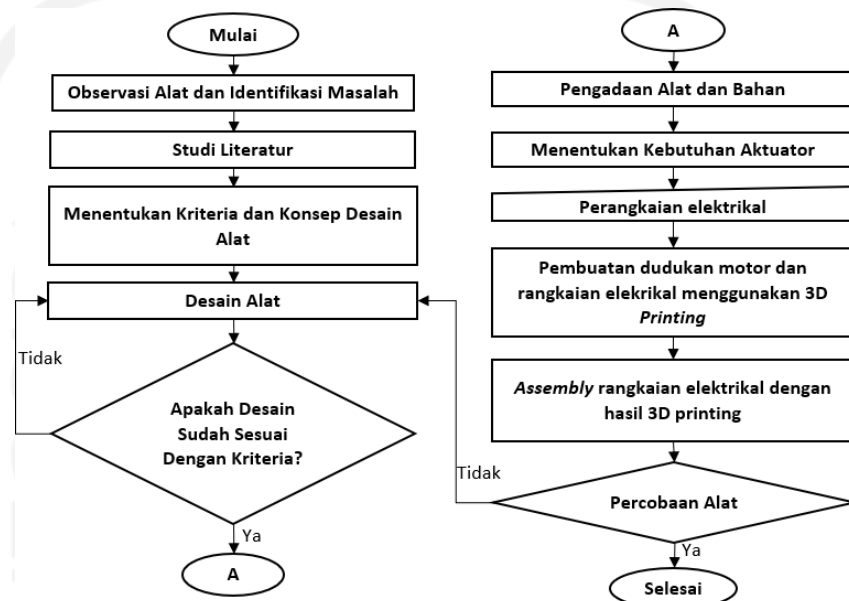 Mulai
Observasi Alat dan Identifikasi Masalah
Studi Literatur
Menentukan Kriteria dan Konsep Desain
Alat
Desain Alat
Tidak
Apakah Desain
Sudah Sesuai
Dengan Kriteria?
Ya
A
A
Pengadaan Alat dan Bahan
Menentukan Kebutuhan Aktuator
Perangkaian elektrikal
Pembuatan dudukan motor dan
rangkaian elekrikal menggunakan 3D
Printing
Assembly rangkaian elektrikal dengan
hasil 3D printing
Tidak
Percobaan Alat
Ya
Selesai